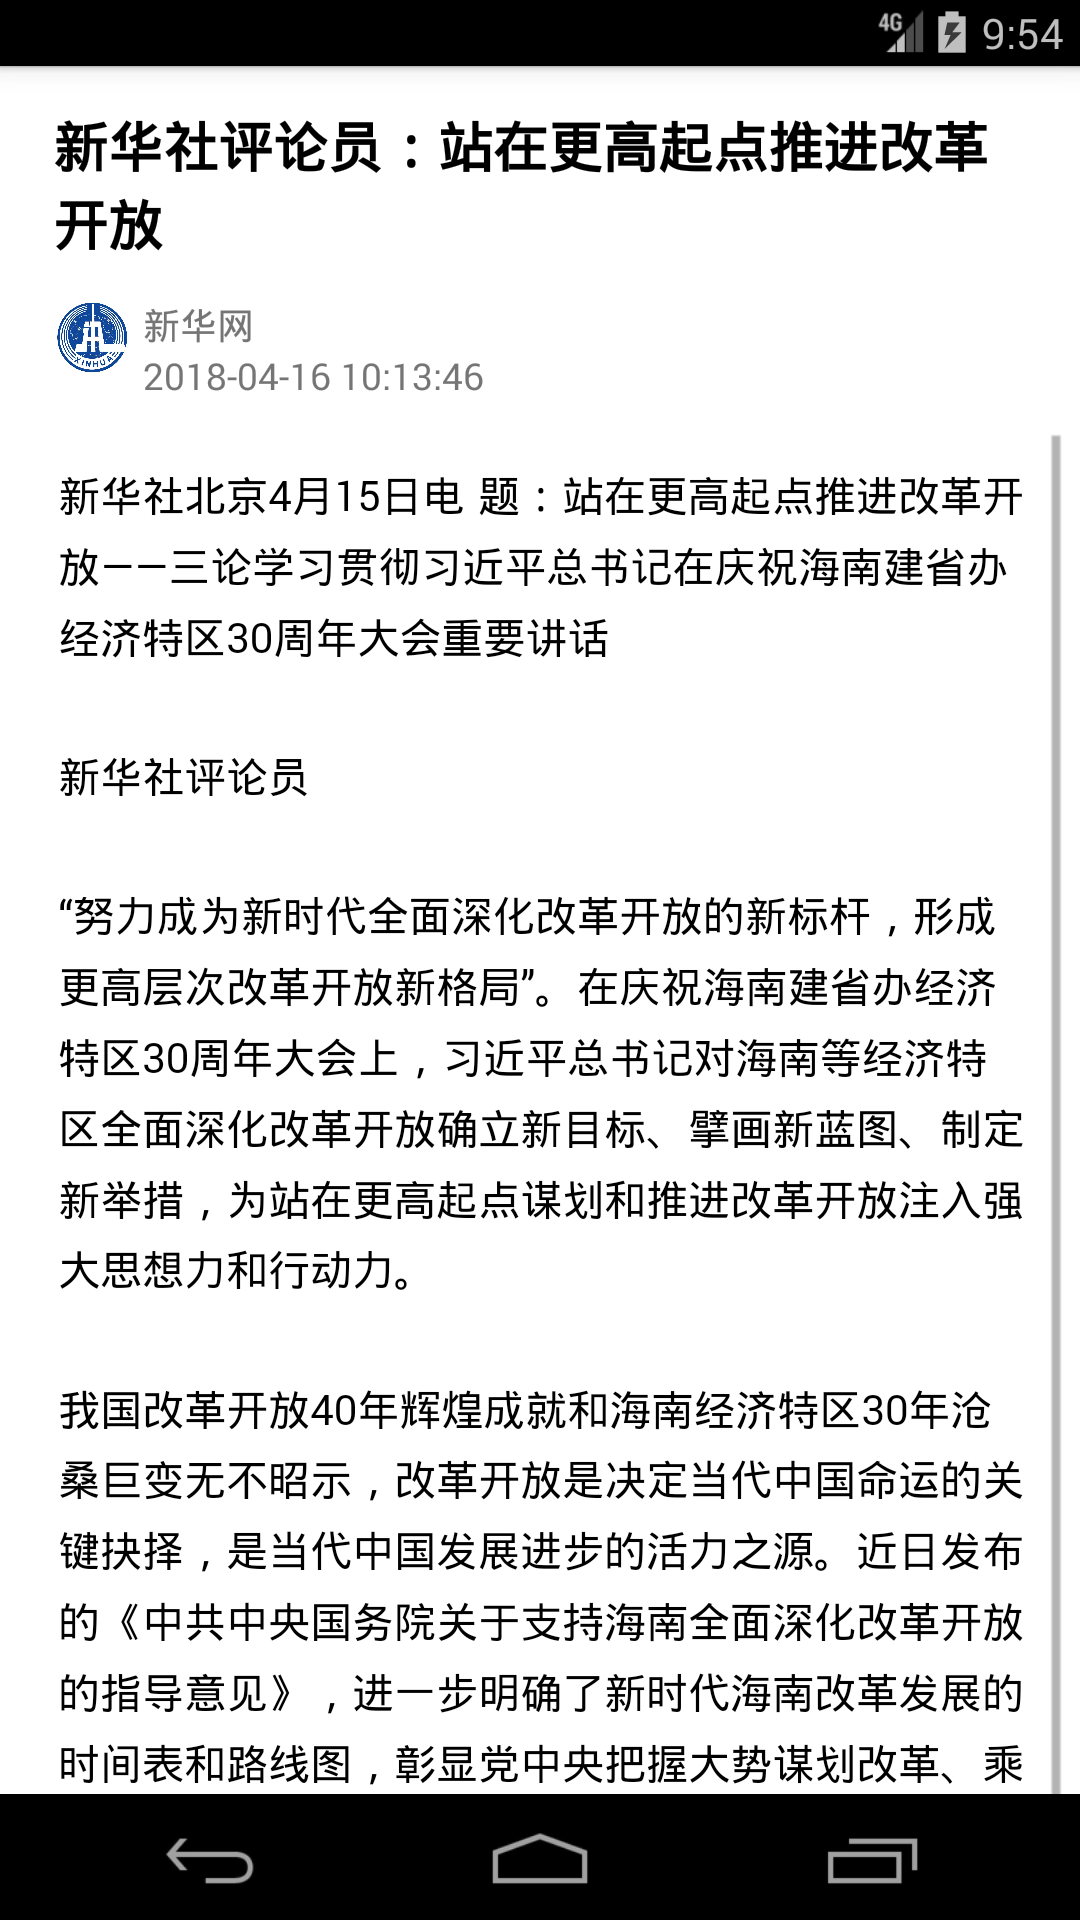 4G 9:54
新华社评论员：站在更高起点推进改革
开放
新华网
XINHUA
2018-04-16 10:13:46
新华社北京4月15日电 题：站在更高起点推进改革开
放——三论学习贯彻习近平总书记在庆祝海南建省办
经济特区30周年大会重要讲话
新华社评论员
“努力成为新时代全面深化改革开放的新标杆，形成
更高层次改革开放新格局”。在庆祝海南建省办经济
特区30周年大会上，习近平总书记对海南等经济特
区全面深化改革开放确立新目标、擘画新蓝图、制定
新举措，为站在更高起点谋划和推进改革开放注入强
大思想力和行动力。
我国改革开放40年辉煌成就和海南经济特区30年沧
桑巨变无不昭示，改革开放是决定当代中国命运的关
键抉择，是当代中国发展进步的活力之源。近日发布
的《中共中央国务院关于支持海南全面深化改革开放
的指导意见》，进一步明确了新时代海南改革发展的
时间表和路线图，彰显党中央把握大势谋划改革、乘